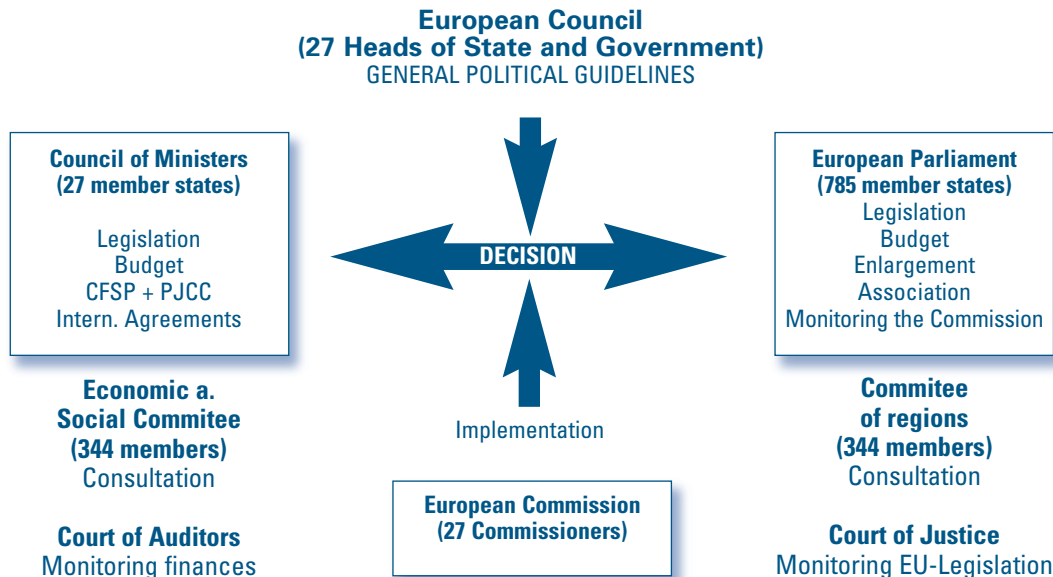 European Council
(27 Heads of State and Government)
GENERAL POLITICAL GUIDELINES
Council of Ministers
(27 member states)
Legislation
Budget
CFSP + PJCC
Intern. Agreements
DECISION
European Parliament
(785 member states)
Legislation
Budget
Enlargement
Association
Monitoring the Commission
Economic a.
Social Commitee
(344 members)
Consultation
Implementation
Commitee
of regions
(344 members)
Consultation
European Commission
(27 Commissioners)
Court of Auditors
Monitoring finances
Court of Justice
Monitoring EU-Legislation